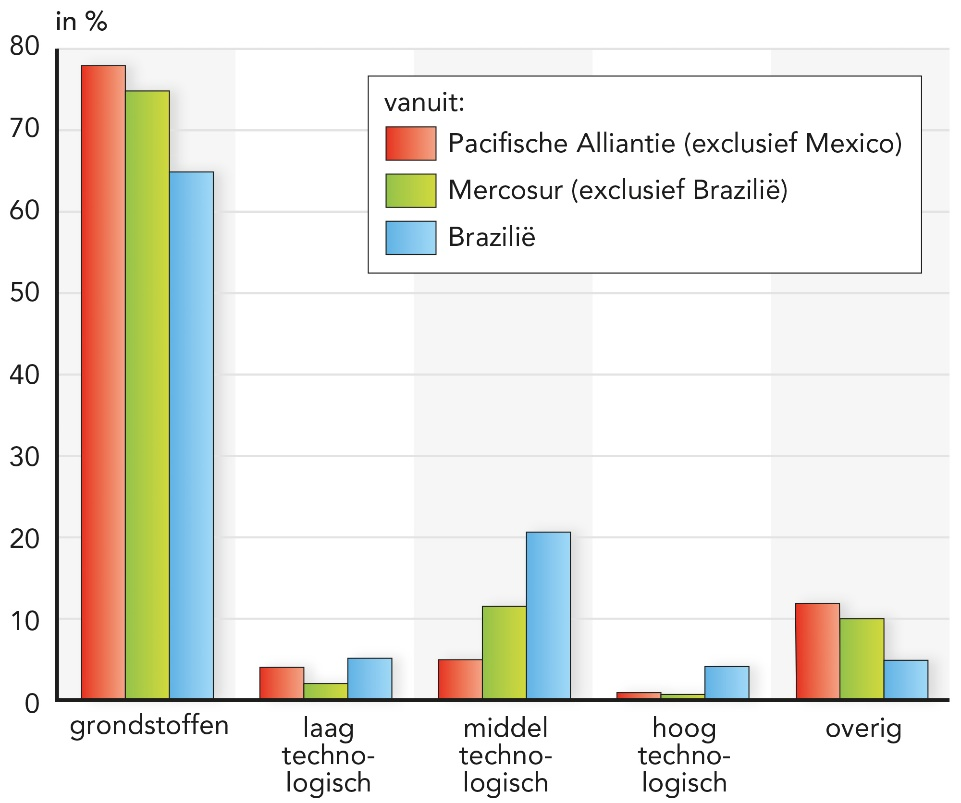 in %
80
70
60
50
40
30
20
10
0
vanuit:
Pacifische Alliantie (exclusief Mexico)
Mercosur (exclusief Brazilië)
Brazilië
grondstoffen
laag
techno-
logisch
middel
techno-
logisch
hoog
techno-
logisch
overig